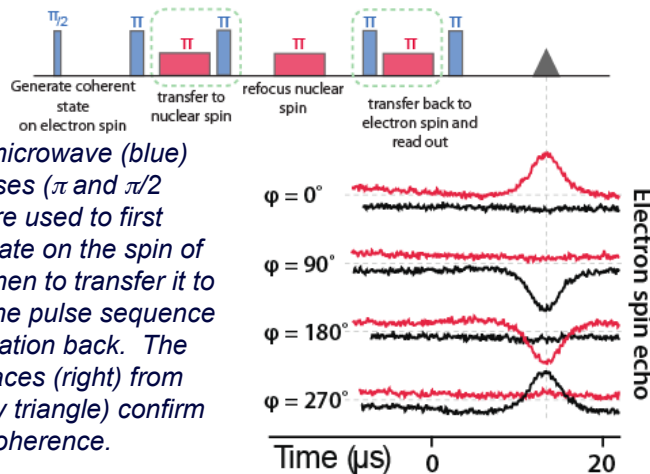 π/2 π π π π π π π
Generate coherent
state
on electron spin
transfer to
nuclear spin
refocus nuclear
spin
transfer back to
electron spin and
read out
microwave (blue)
ses (π and π/2
re used to first
ate on the spin of
hen to transfer it to
he pulse sequence
ation back. The
aces (right) from
y triangle) confirm
oherence.
φ = 0°
φ = 90°
φ = 180°
φ = 270°
Electron spin echo
Time (µs) 0 20